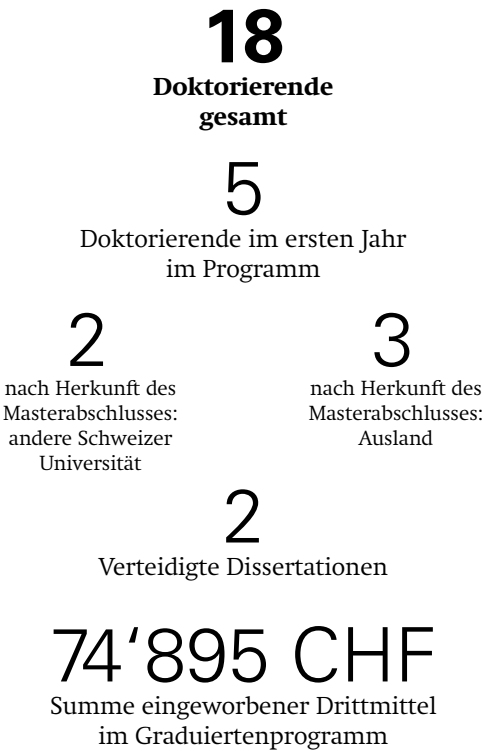 18
Doktorierende
gesamt
5
Doktorierende im ersten Jahr
im Programm
2
nach Herkunft des
Masterabschlusses:
andere Schweizer
Universität
3
nach Herkunft des
Masterabschlusses:
Ausland
2
Verteidigte Dissertationen
74‘895 CHF
Summe eingeworbener Drittmittel
im Graduiertenprogramm